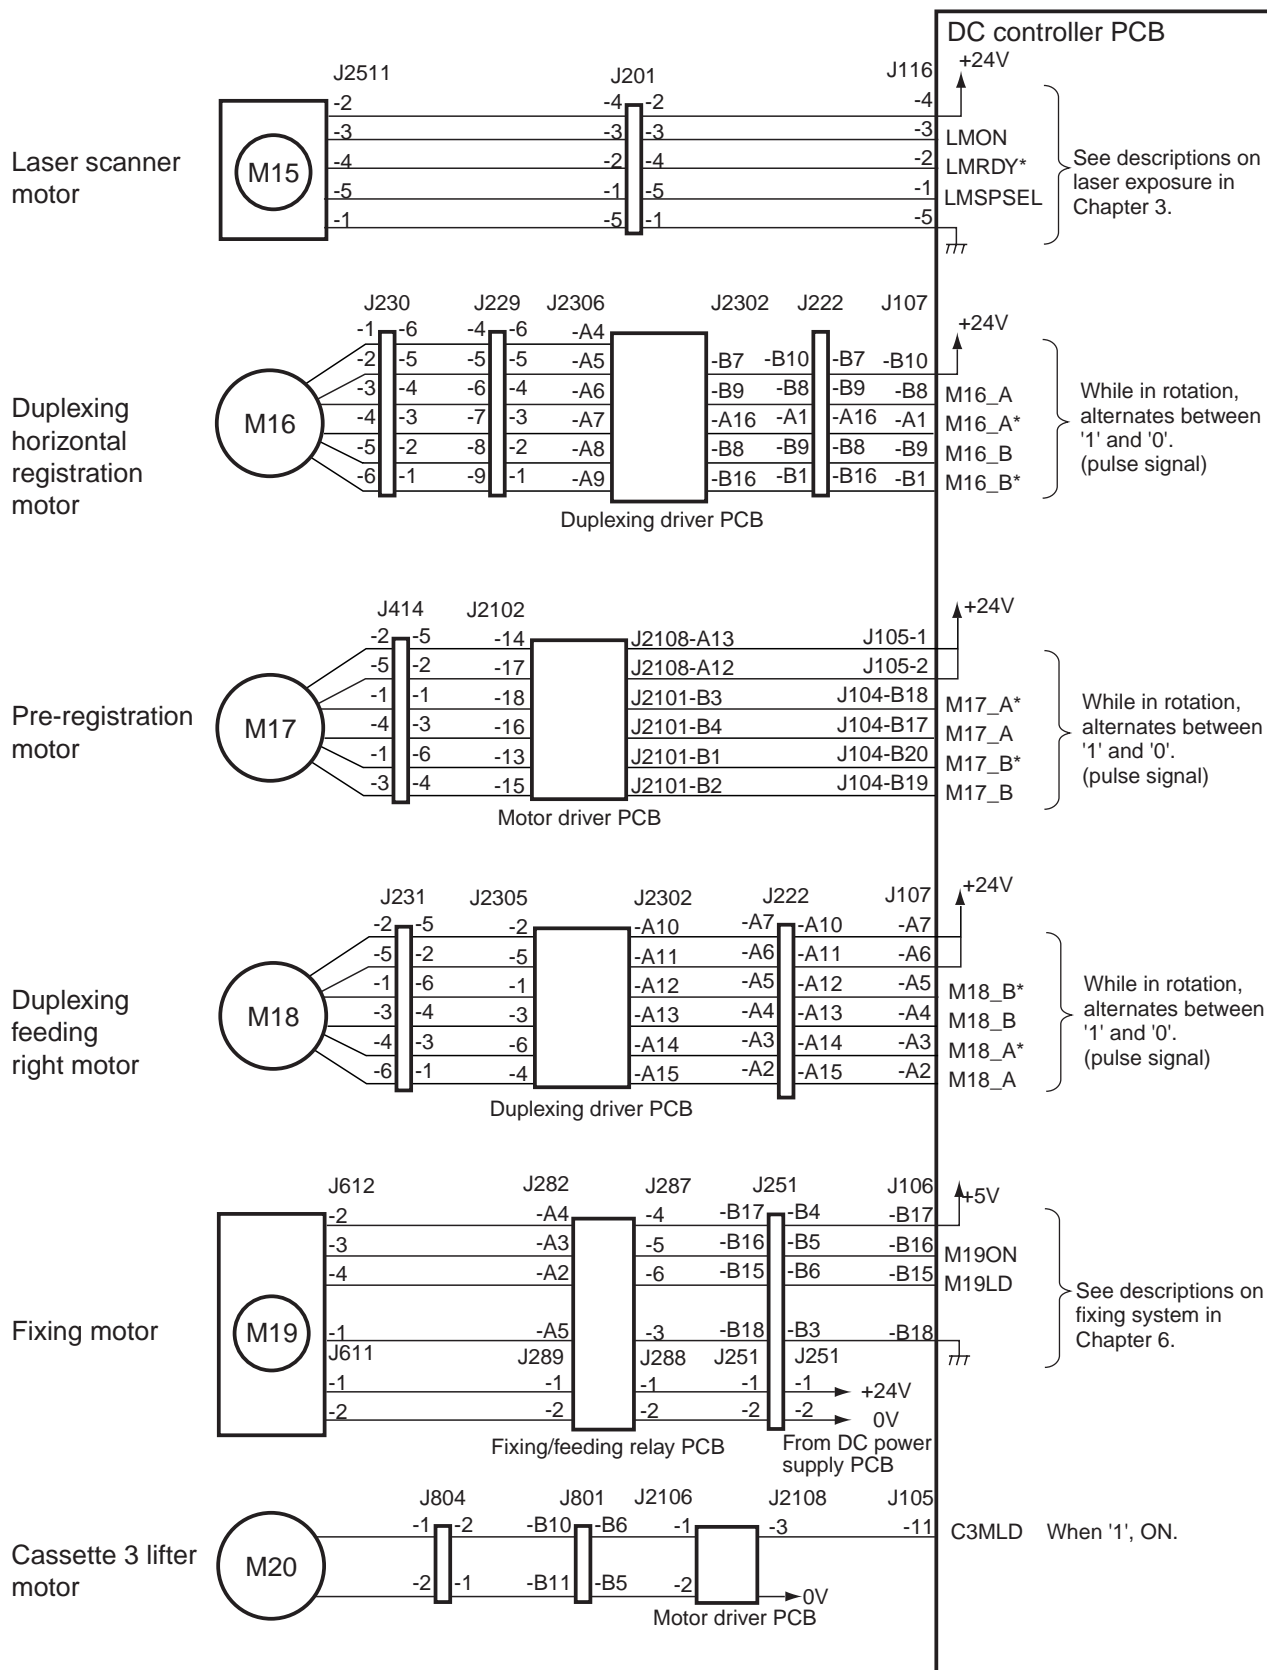 DC controller PCB
+24V
J2511 J201 J116
-2 -4 -2 -4
-3 -3 -3 -3 LMON
Laser scanner
motor
M15
-4 -2 -4 -2 LMRDY*
-5 -1 -5 -1 LMSPSEL
-1 -5 -1 -5
See descriptions on
laser exposure in
Chapter 3.
J230 J229 J2306 J2302 J222 J107
+24V
-1 -6 -4 -6 -A4
-2 -5 -5 -5 -A5 -B7 -B10 -B7 -B10
-3 -4 -6 -4 -A6 -B9 -B8 -B9 -B8 M16_A
-4 -3 -7 -3 -A7 -A16 -A1 -A16 -A1 M16_A*
-5 -2 -8 -2 -A8 -B8 -B9 -B8 -B9 M16_B
-6 -1 -9 -1 -A9 -B16 -B1 -B16 -B1 M16_B*
Duplexing
horizontal
registration
motor
M16
Duplexing driver PCB
While in rotation,
alternates between
'1' and '0'.
(pulse signal)
J414 J2102
+24V
-2 -5 -14 J2108-A13 J105-1
-5 -2 -17 J2108-A12 J105-2
-1 -1 -18 J2101-B3 J104-B18 M17_A*
-4 -3 -16 J2101-B4 J104-B17 M17_A
-1 -6 -13 J2101-B1 J104-B20 M17_B*
-3 -4 -15 J2101-B2 J104-B19 M17_B
Pre-registration
motor
M17
Motor driver PCB
While in rotation,
alternates between
'1' and '0'.
(pulse signal)
J231 J2305 J2302 J222 J107
+24V
-2 -5 -2 -A10 -A7 -A10 -A7
-5 -2 -5 -A11 -A6 -A11 -A6
-1 -6 -1 -A12 -A5 -A12 -A5 M18_B*
-3 -4 -3 -A13 -A4 -A13 -A4 M18_B
-4 -3 -6 -A14 -A3 -A14 -A3 M18_A*
-6 -1 -4 -A15 -A2 -A15 -A2 M18_A
Duplexing
feeding
right motor
M18
Duplexing driver PCB
While in rotation,
alternates between
'1' and '0'.
(pulse signal)
J612 J282 J287 J251 J106
+5V
-2 -A4 -4 -B17 -B4 -B17
-3 -A3 -5 -B16 -B5 -B16 M19ON
-4 -A2 -6 -B15 -B6 -B15 M19LD
Fixing motor
M19
-1 -A5 -3 -B18 -B3 -B18
J611 J289 J288 J251 J251
-1 -1 -1 -1 -1 +24V
-2 -2 -2 -2 -2 0V
Fixing/feeding relay PCB
From DC power
supply PCB
See descriptions on
fixing system in
Chapter 6.
J804 J801 J2106 J2108 J105
-1 -2 -B10 -B6 -1 -3 -11 C3MLD When '1', ON.
Cassette 3 lifter
motor
M20
-2 -1 -B11 -B5 -2 0V
Motor driver PCB